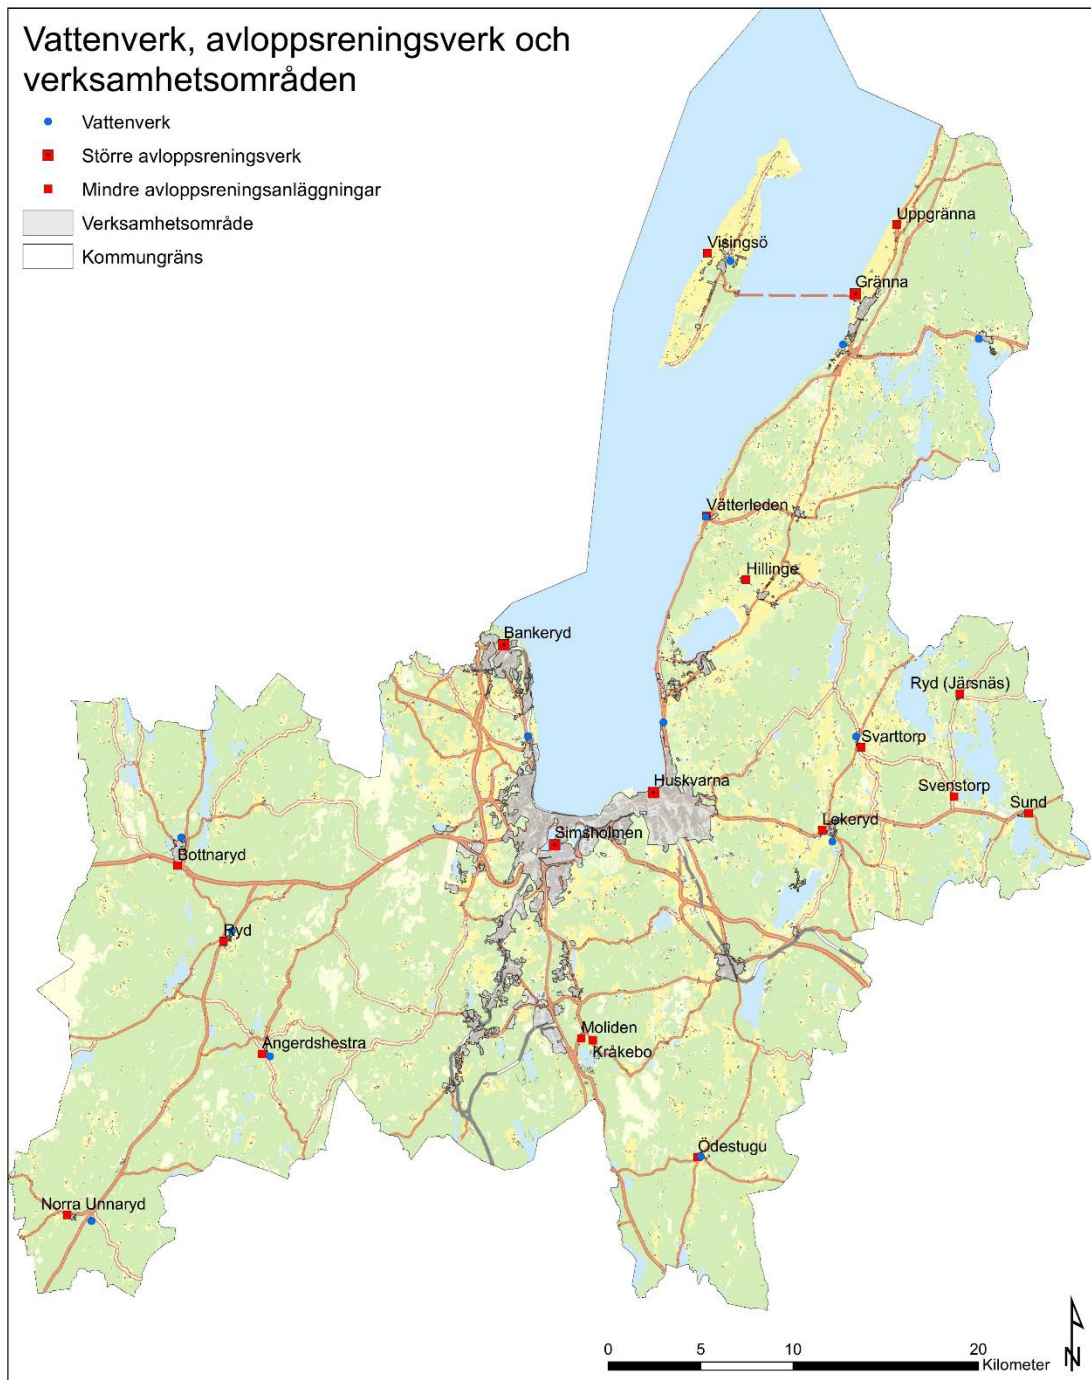 Vattenverk, avloppsreningsverk och
verksamhetsområden
Vattenverk
Större avloppsreningsverk
Mindre avloppsreningsanläggningar
Verksamhetsområde
Kommungräns
Uppgränna
Visingsö
Gränna
Vätterleden
Hillinge
Bankeryd
Ryd (Järsnäs)
Svarttorp
Huskvarna
Svenstorp
Sund
Lekeryd
Simsholmen
Bottnaryd
Ryd
Moliden
Angerdshestra
Kråkebo
Ödestugu
Norra Unnaryd
0 5 10 20
Kilometer
N